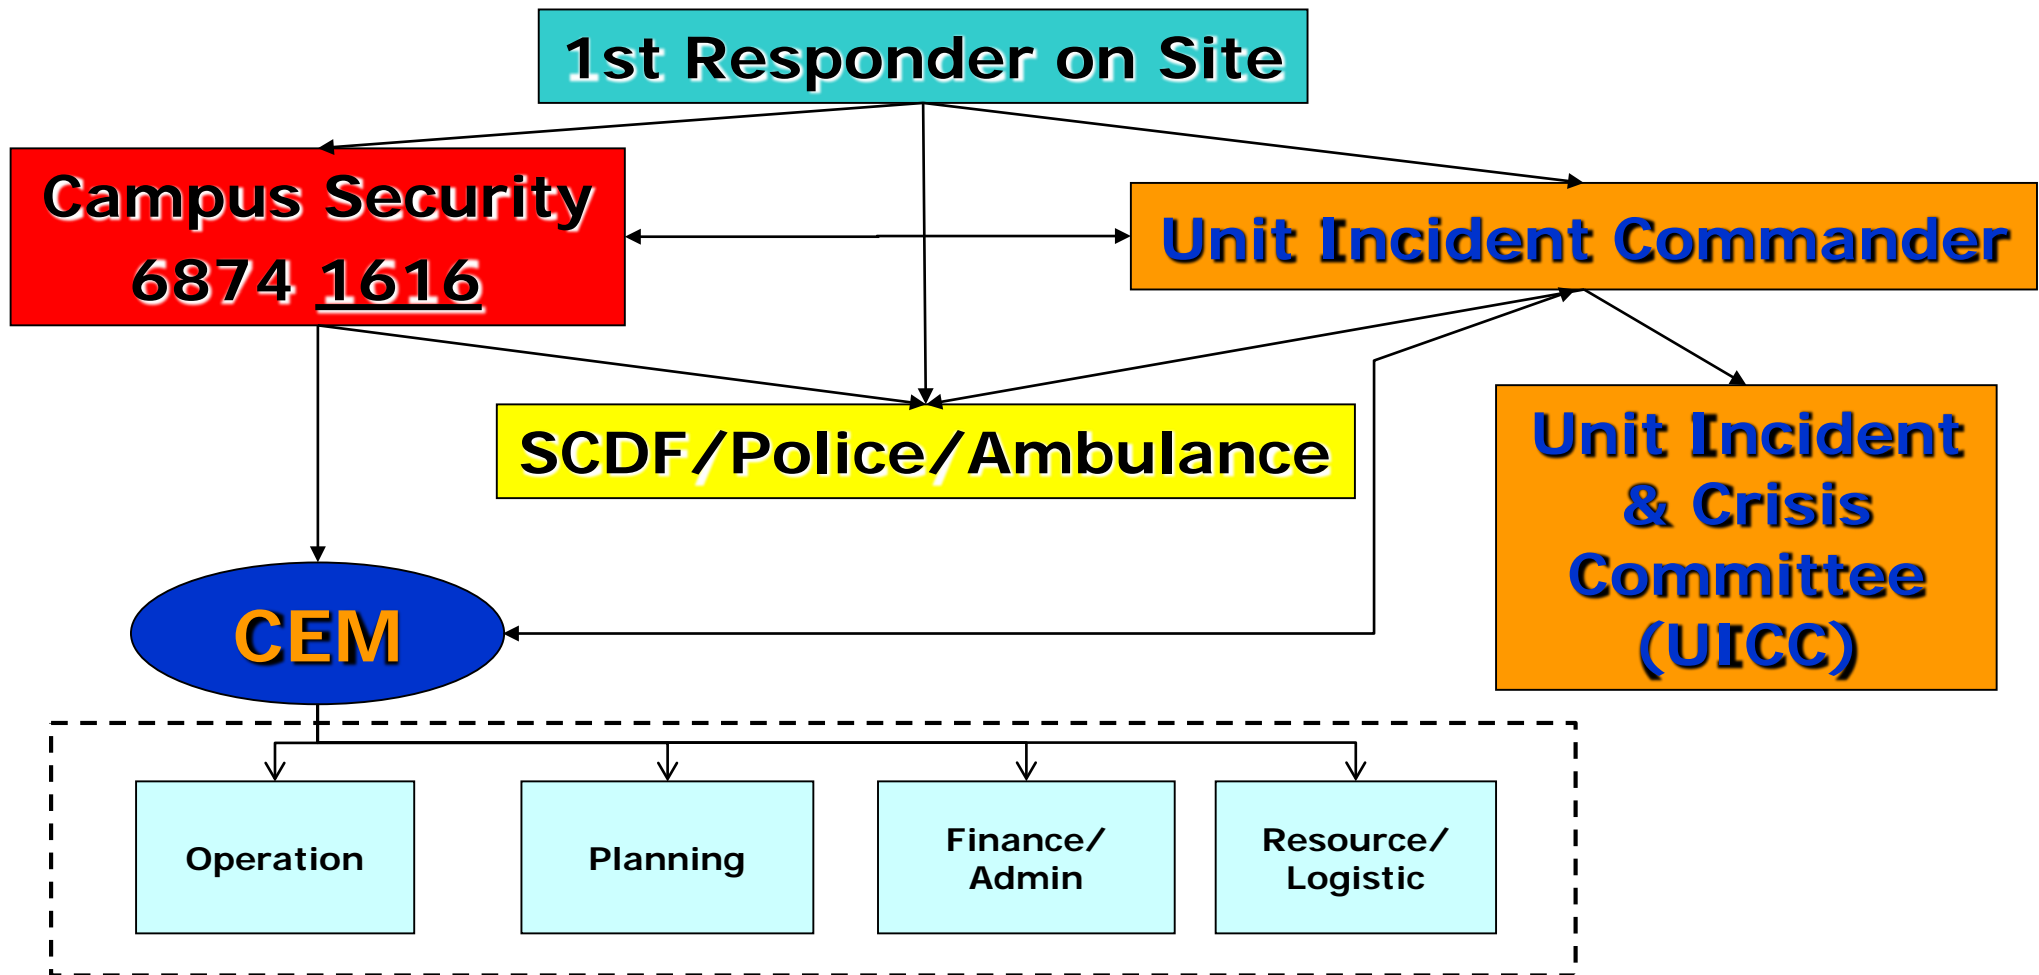 1st Responder on Site
Campus Security
6874 1616
Unit Incident Commander
SCDF/Police/Ambulance
Unit Incident
& Crisis
Committee
(UICC)
CEM
Operation
Planning
Finance/
Admin
Resource/
Logistic